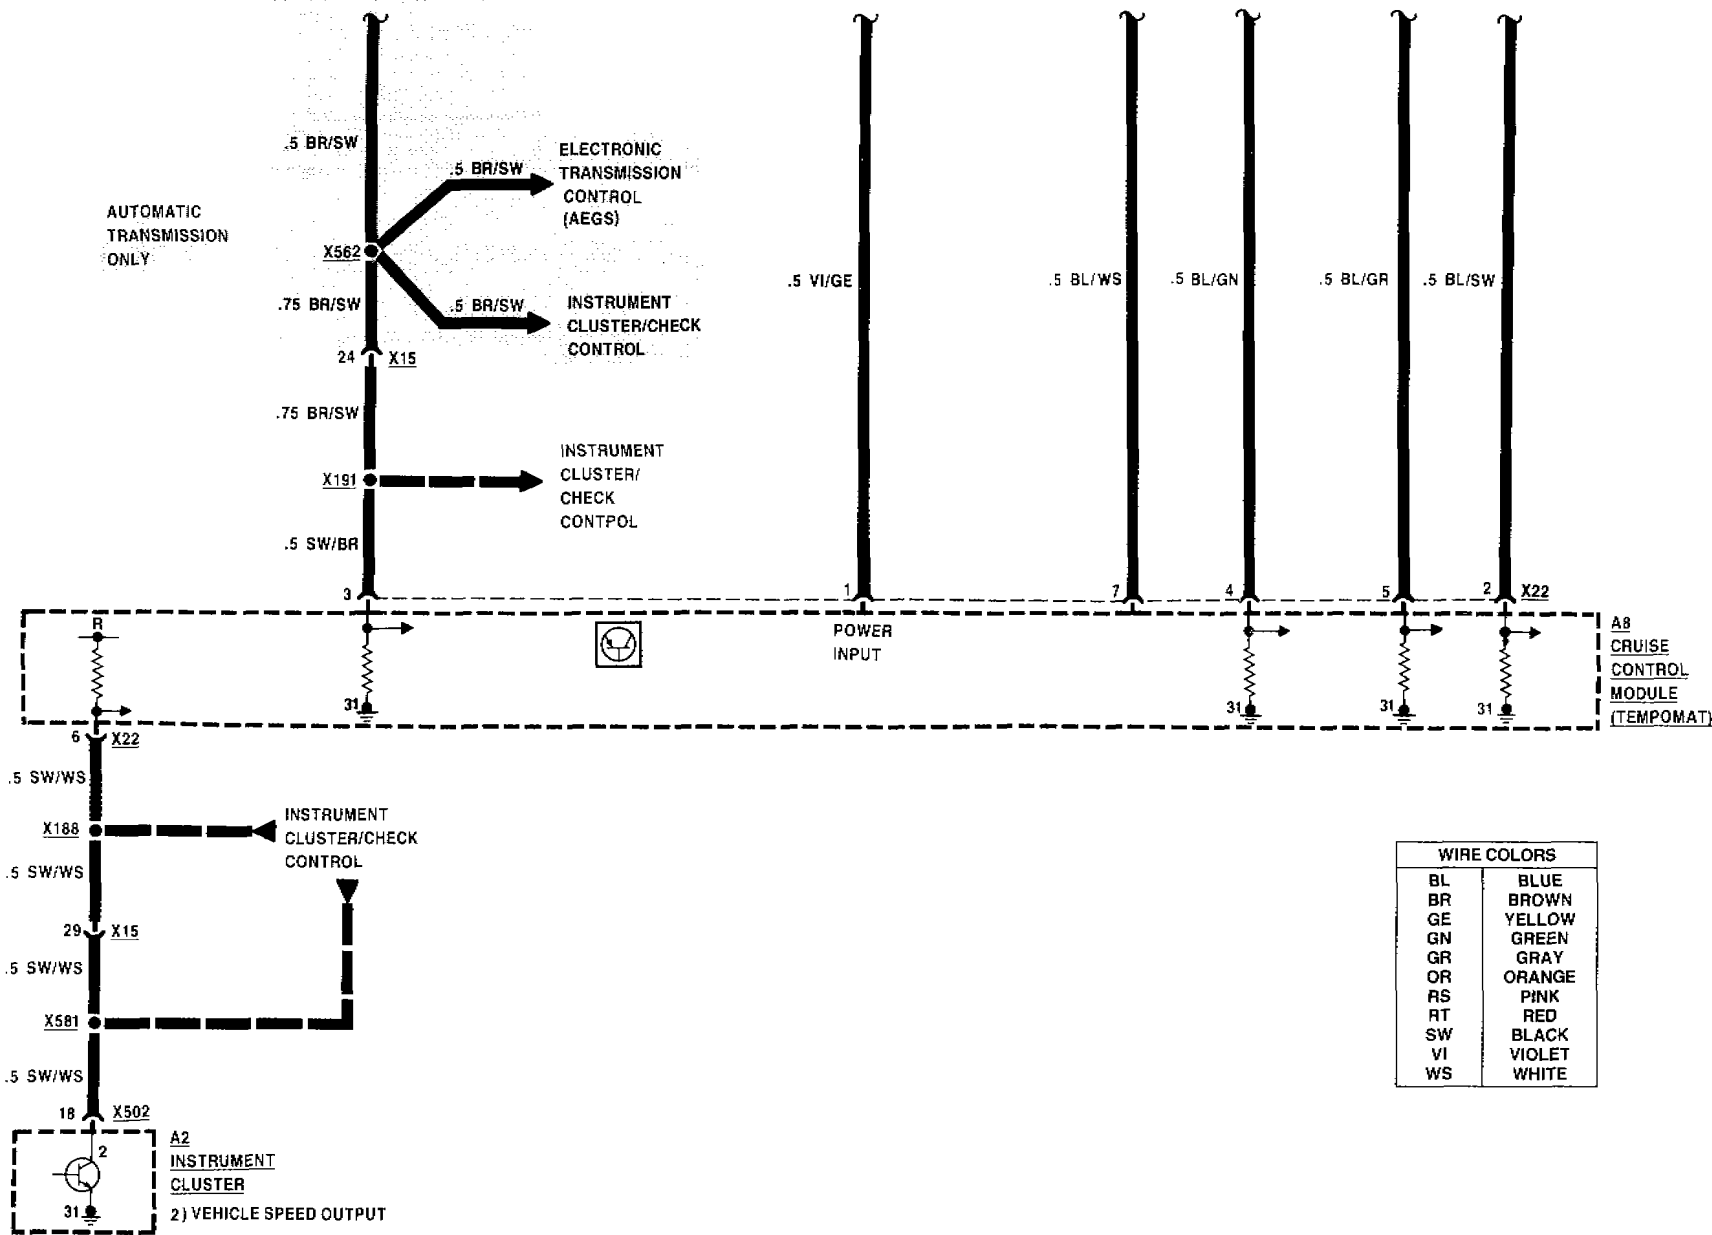 .5 BR/SW
.5 BR/SW
ELECTRONIC
TRANSMISSION
CONTROL
(AEGS)
AUTOMATIC
TRANSMISSION
ONLY
X562
.75 BR/SW
.5 BR/SW
INSTRUMENT
CLUSTER/CHECK
CONTROL
24 X15
.75 BR/SW
X191
INSTRUMENT
CLUSTER/
CHECK
CONTPOL
.5 SW/BR
.5 VI/GE
.5 BL/WS
.5 BL/GN
.5 BL/GR
.5 BL/SW
3 1 7 4 5 2 X22
R
POWER
INPUT
31 31 31 31
A8
CRUISE
CONTROL
MODULE
(TEMPOMAT)
6 X22
.5 SW/WS
X188
INSTRUMENT
CLUSTER/CHECK
CONTROL
.5 SW/WS
29 X15
.5 SW/WS
X581
.5 SW/WS
18 X502
2
31
A2
INSTRUMENT
CLUSTER
2) VEHICLE SPEED OUTPUT
WIRE COLORS
BL BLUE
BR BROWN
GE YELLOW
GN GREEN
GR GRAY
OR ORANGE
RS PINK
RT RED
SW BLACK
VI VIOLET
WS WHITE